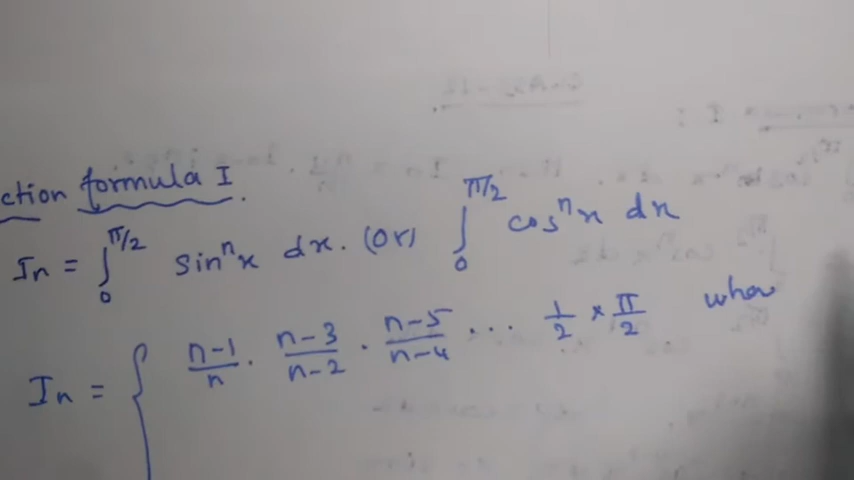 ction formula I.
In = ∫₀^π/2 sinⁿx dx. (or) ∫₀^π/2 cosⁿx dx
In = { n-1/n . n-3/n-2 . n-5/n-4 ... 1/2 × π/2